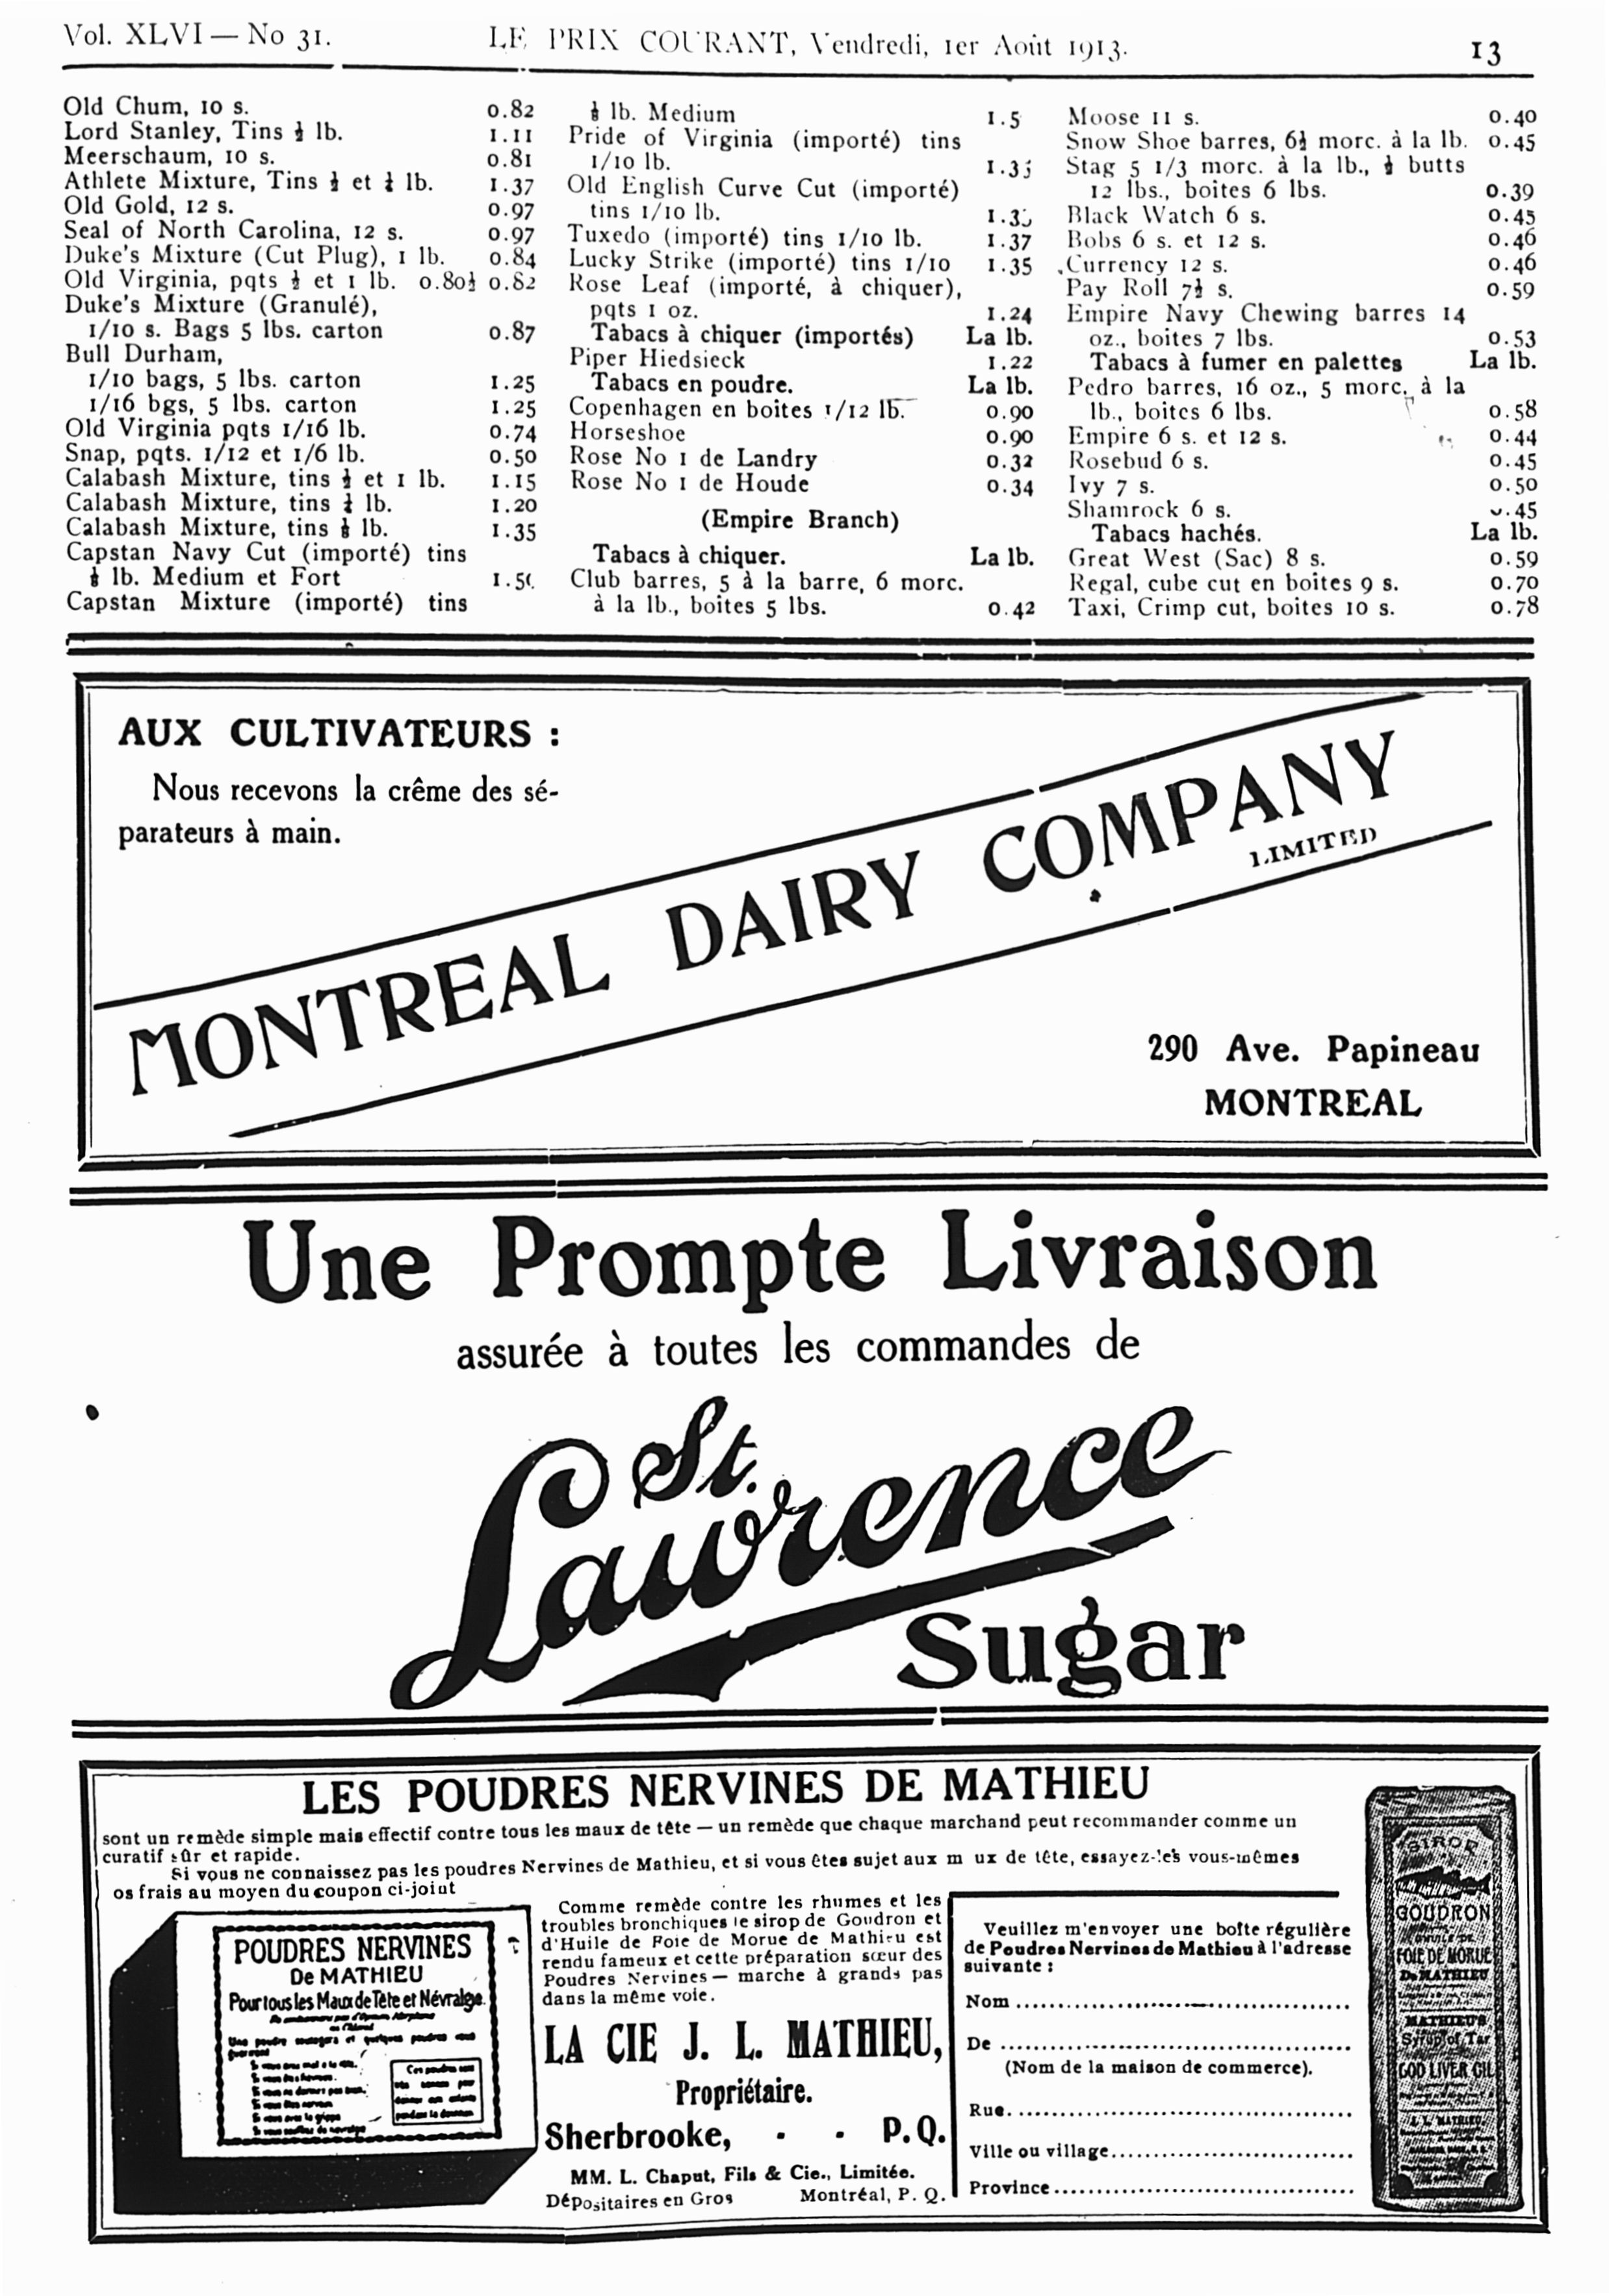 Vol. XLVI — No 31. LE PRIX COURANT, Vendredi, 1er Août 1913. 13
Old Chum, 10 s. 0.82
Lord Stanley, Tins ½ lb. 1.11
Meerschaum, 10 s. 0.81
Athlete Mixture, Tins ½ et ¼ lb. 1.37
Old Gold, 12 s. 0.97
Seal of North Carolina, 12 s. 0.97
Duke's Mixture (Cut Plug), 1 lb. 0.84
Old Virginia, pqts ½ et 1 lb. 0.80½ 0.82
Duke's Mixture (Granulé),
1/10 s. Bags 5 lbs. carton 0.87
Bull Durham,
1/10 bags, 5 lbs. carton 1.25
1/16 bgs, 5 lbs. carton 1.25
Old Virginia pqts 1/16 lb. 0.74
Snap, pqts. 1/12 et 1/6 lb. 0.50
Calabash Mixture, tins ½ et 1 lb. 1.15
Calabash Mixture, tins ¼ lb. 1.20
Calabash Mixture, tins ⅛ lb. 1.35
Capstan Navy Cut (importé) tins
⅛ lb. Medium et Fort
Capstan Mixture (importé) tins
⅛ lb. Medium 1.5
Pride of Virginia (importé) tins
1/10 lb.
Old English Curve Cut (importé)
tins 1/10 lb.
Tuxedo (importé) tins 1/10 lb. 1.37
Lucky Strike (importé) tins 1/10 1.35
Rose Leaf (importé, à chiquer),
pqts 1 oz. 1.24
Tabacs à chiquer (importés) La lb.
Piper Hiedsieck 1.22
Tabacs en poudre. La lb.
Copenhagen en boites 1/12 lb. 0.90
Horseshoe 0.90
Rose No 1 de Landry 0.32
Rose No 1 de Houde 0.34
(Empire Branch)
Tabacs à chiquer. La lb.
Club barres, 5 à la barre, 6 morc.
à la lb., boites 5 lbs. 0.42
Moose 11 s. 0.40
Snow Shoe barres, 6½ morc. à la lb. 0.45
Stag 5 1/3 morc. à la lb., ½ butts
12 lbs., boites 6 lbs. 0.39
Black Watch 6 s. 0.45
Bobs 6 s. et 12 s. 0.46
Currency 12 s. 0.46
Pay Roll 7½ s. 0.59
Empire Navy Chewing barres 14
oz., boites 7 lbs. 0.53
Tabacs à fumer en palettes La lb.
Pedro barres, 16 oz., 5 morc. à la
lb., boites 6 lbs. 0.58
Empire 6 s. et 12 s. 0.44
Rosebud 6 s. 0.45
Ivy 7 s. 0.50
Shamrock 6 s. .45
Tabacs hachés. La lb.
Great West (Sac) 8 s. 0.59
Regal, cube cut en boites 9 s. 0.70
Taxi, Crimp cut, boites 10 s. 0.78
AUX CULTIVATEURS :
Nous recevons la crême des sé-
parateurs à main.
MONTREAL DAIRY COMPANY
LIMITED
290 Ave. Papineau
MONTREAL
Une Prompte Livraison
assurée à toutes les commandes de
St.
Lawrence
Sugar
LES POUDRES NERVINES DE MATHIEU
sont un remède simple mais effectif contre tous les maux de tête — un remède que chaque marchand peut recommander comme un
curatif sûr et rapide.
Si vous ne connaissez pas les poudres Nervines de Mathieu, et si vous êtes sujet aux m ux de tête, essayez-les vous-mêmes
os frais au moyen du coupon ci-joint
POUDRES NERVINES
De MATHIEU
Pour tous les Maux de Tête et Névralgie.
Comme remède contre les rhumes et les
troubles bronchiques le sirop de Goudron et
d'Huile de Foie de Morue de Mathieu est
rendu fameux et cette préparation sœur des
Poudres Nervines — marche à grands pas
dans la même voie.
LA CIE J. L. MATHIEU,
Propriétaire.
Sherbrooke, - - P.Q.
MM. L. Chaput, Fils & Cie., Limitée.
Dépositaires en Gros Montréal, P. Q.
Veuillez m'envoyer une boîte régulière
de Poudres Nervines de Mathieu à l'adresse
suivante :
Nom
De
(Nom de la maison de commerce).
Rue.
Ville ou village
Province
SIROP
GOUDRON
FOIE DE MORUE
De MATHIEU
MATHIEU'S
Syrup of Tar
COD LIVER OIL
J. L. MATHIEU